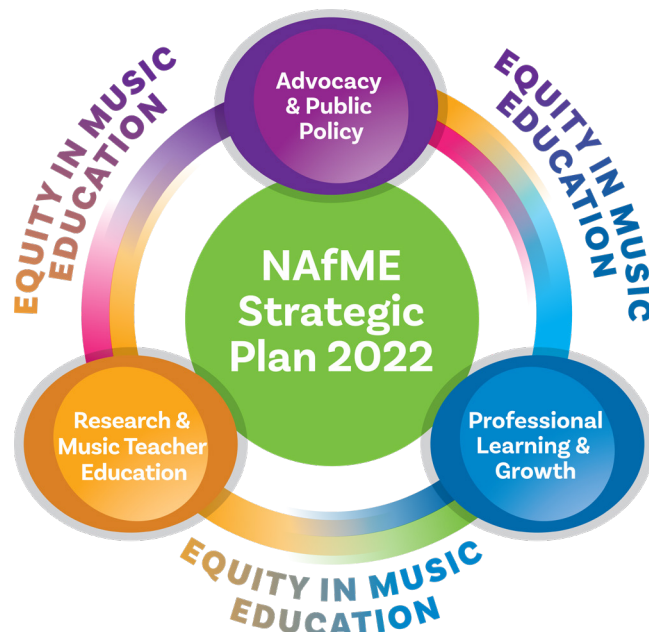 Advocacy
& Public
Policy
EQUITY IN MUSIC
EDUCATION
EQUITY IN MUSIC
EDUCATION
NAfME
Strategic
Plan 2022
Research &
Music Teacher
Education
Professional
Learning &
Growth
EQUITY IN MUSIC
EDUCATION